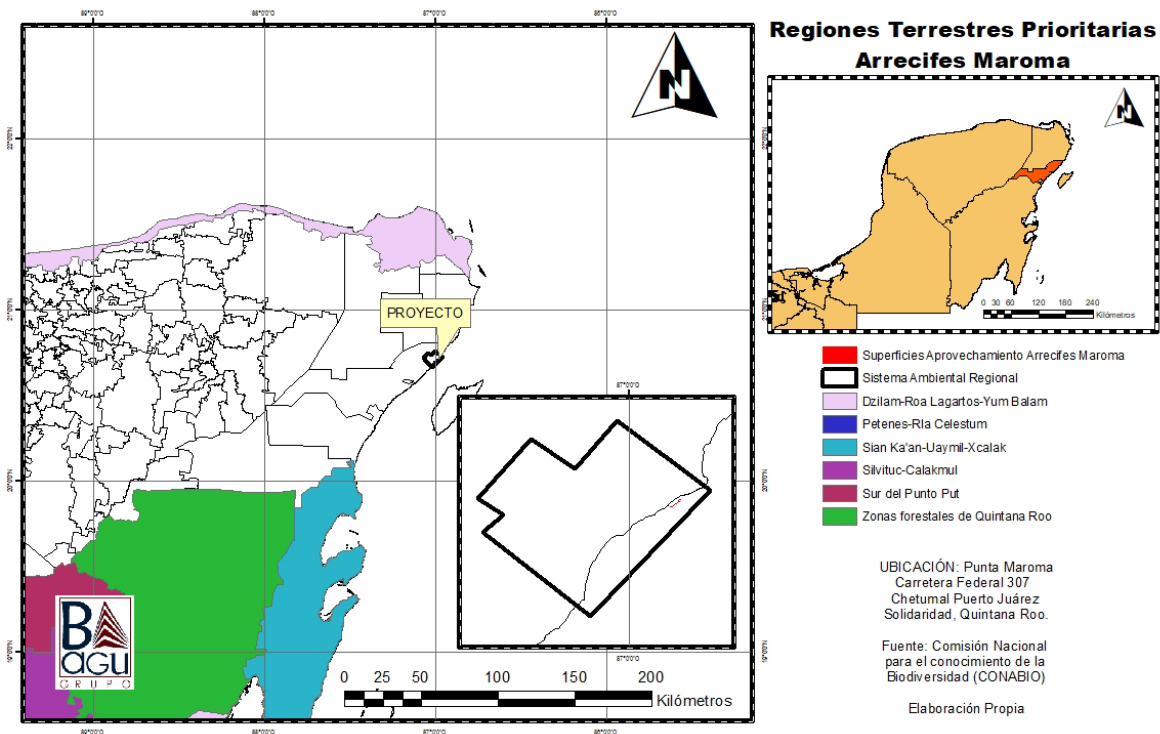 Regiones Terrestres Prioritarias
Arrecifes Maroma
N
N
PROYECTO
0 30 60 120 180 240
Kilómetros
Superficies Aprovechamiento Arrecifes Maroma
Sistema Ambiental Regional
Dzilam-Roa Lagartos-Yum Balam
Petenes-RIa Celestum
Sian Ka'an-Uaymil-Xcalak
Silvituc-Calakmul
Sur del Punto Put
Zonas forestales de Quintana Roo
UBICACIÓN: Punta Maroma
Carretera Federal 307
Chetumal Puerto Juárez
Solidaridad, Quintana Roo.
Fuente: Comisión Nacional
para el conocimiento de la
Biodiversidad (CONABIO)
Elaboración Propia
BAGU
GRUPO
0 25 50 100 150 200
Kilómetros